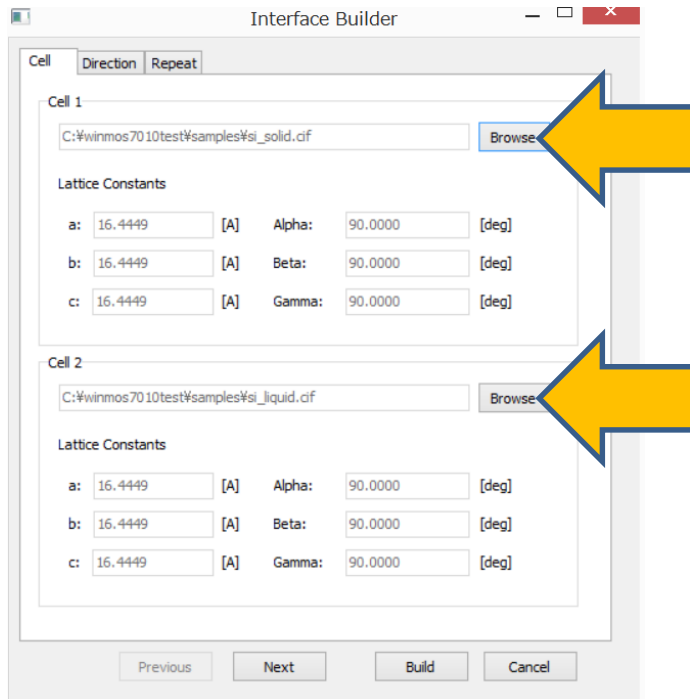 Interface Builder
Cell Direction Repeat
Cell 1
C:¥winmos7010test¥samples¥si_solid.cif Browse
Lattice Constants
a: 16.4449 [A] Alpha: 90.0000 [deg]
b: 16.4449 [A] Beta: 90.0000 [deg]
c: 16.4449 [A] Gamma: 90.0000 [deg]
Cell 2
C:¥winmos7010test¥samples¥si_liquid.cif Browse
Lattice Constants
a: 16.4449 [A] Alpha: 90.0000 [deg]
b: 16.4449 [A] Beta: 90.0000 [deg]
c: 16.4449 [A] Gamma: 90.0000 [deg]
Previous Next Build Cancel